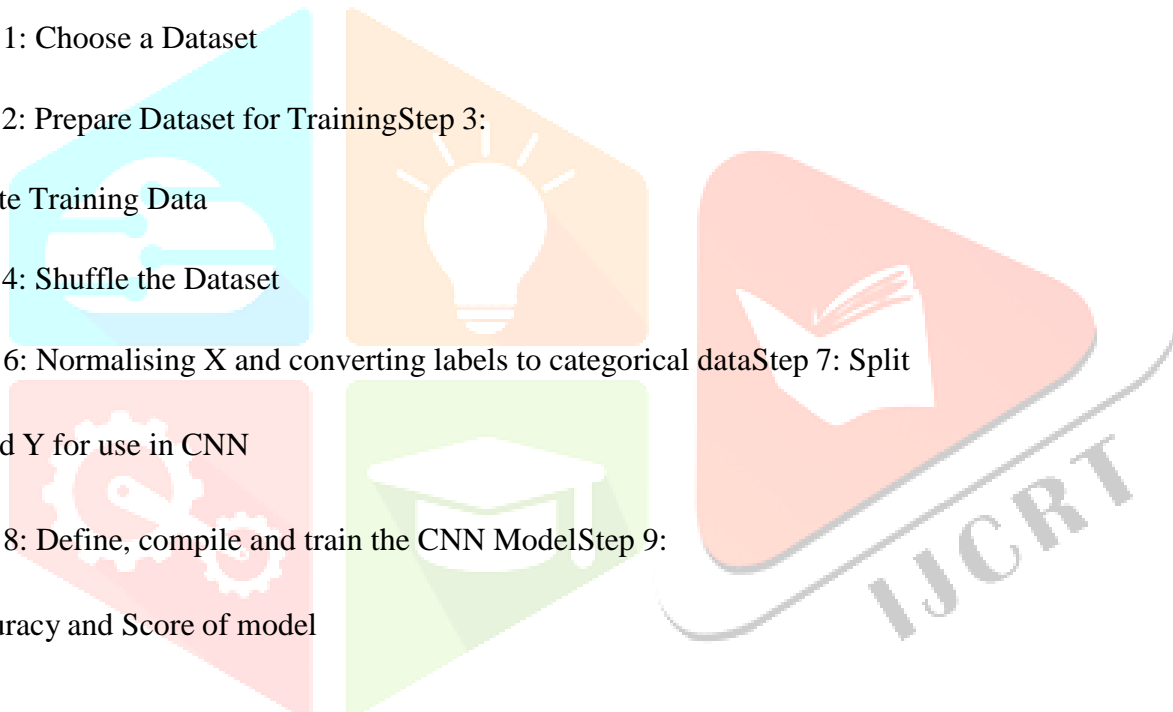 1: Choose a Dataset
2: Prepare Dataset for TrainingStep 3:
te Training Data
4: Shuffle the Dataset
6: Normalising X and converting labels to categorical dataStep 7: Split
d Y for use in CNN
8: Define, compile and train the CNN ModelStep 9:
uracy and Score of model
IJCRT